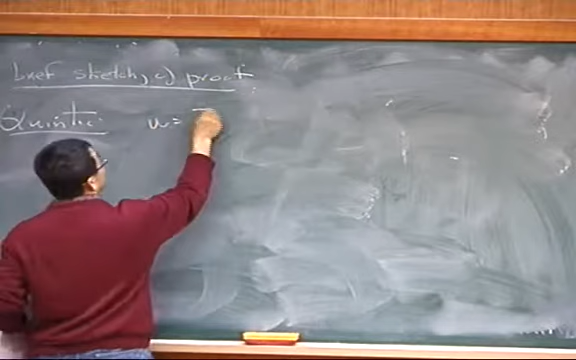 brief sketch of proof
Quintic u =